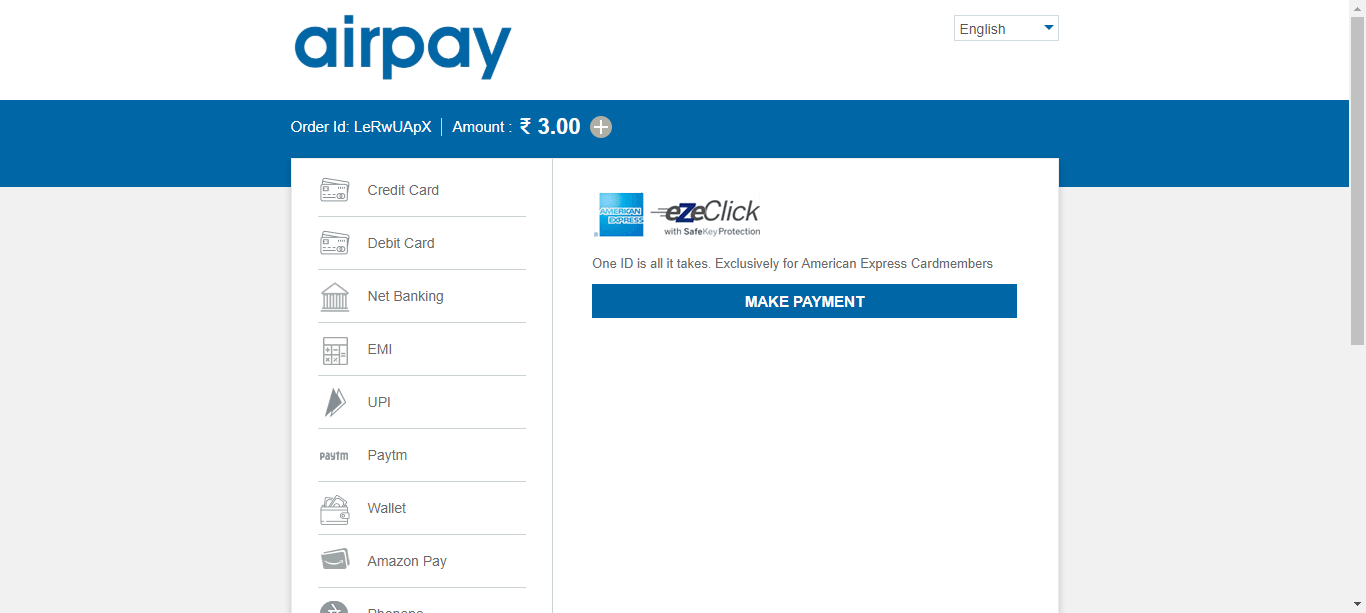 airpay
English
Order Id: LeRwUApX | Amount : ₹ 3.00
Credit Card
Debit Card
Net Banking
EMI
UPI
paytm Paytm
Wallet
Amazon Pay
Phonepe
AMERICAN EXPRESS
eZeClick
with SafeKey Protection
One ID is all it takes. Exclusively for American Express Cardmembers
MAKE PAYMENT